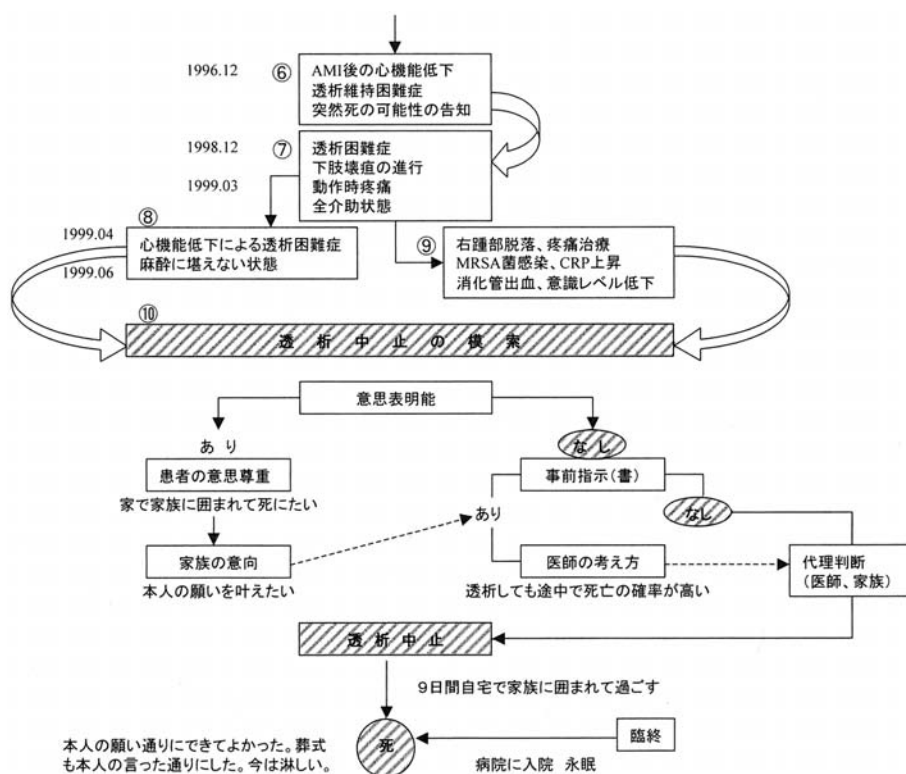 1996.12
⑥
AMI後の心機能低下
透析維持困難症
突然死の可能性の告知
1998.12
⑦
1999.03
透析困難症
下肢壊疽の進行
動作時疼痛
全介助状態
⑧
1999.04
1999.06
心機能低下による透析困難症
麻酔に堪えない状態
⑨
右踵部脱落、疼痛治療
MRSA菌感染、CRP上昇
消化管出血、意識レベル低下
⑩
透析中止の模索
意思表明能
あり
なし
患者の意思尊重
家で家族に囲まれて死にたい
事前指示(書)
あり
なし
家族の意向
本人の願いを叶えたい
医師の考え方
透析しても途中で死亡の確率が高い
代理判断
(医師、家族)
透析中止
9日間自宅で家族に囲まれて過ごす
死
臨終
病院に入院 永眠
本人の願い通りにできてよかった。葬式
も本人の言った通りにした。今は淋しい。